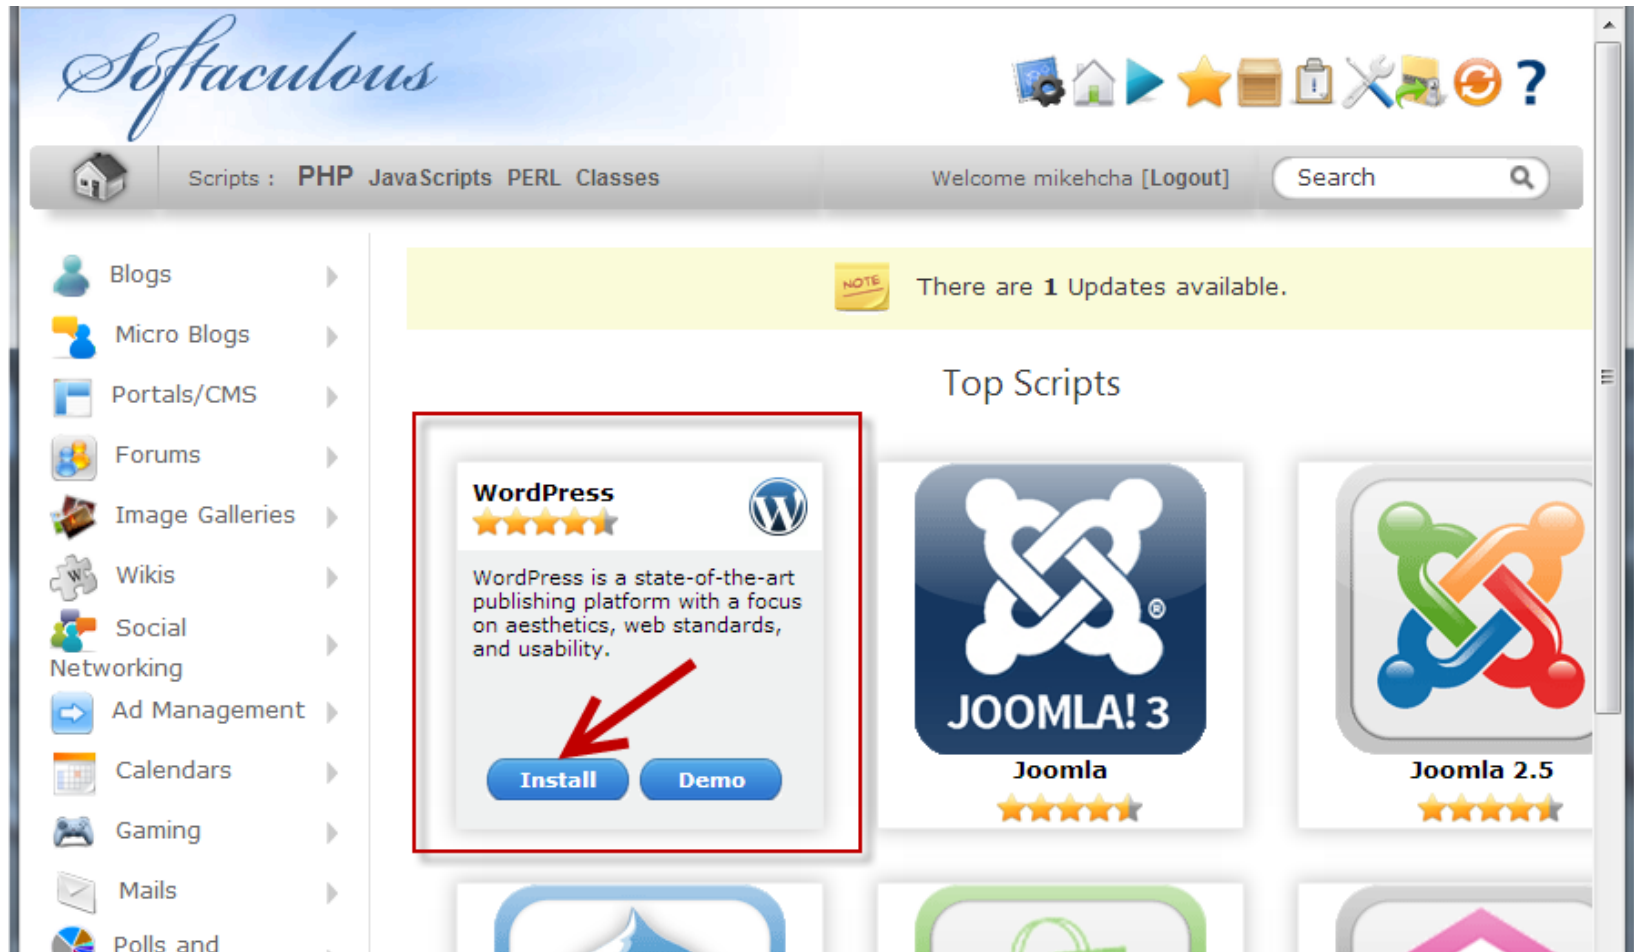 Softaculous
?
Scripts : PHP JavaScripts PERL Classes
Welcome mikehcha [Logout]
Search
Blogs
Micro Blogs
Portals/CMS
Forums
Image Galleries
W
Wikis
Social
Networking
Ad Management
Calendars
Gaming
Mails
Polls and
NOTE
There are 1 Updates available.
Top Scripts
WordPress
W
WordPress is a state-of-the-art
publishing platform with a focus
on aesthetics, web standards,
and usability.
Install
Demo
®
JOOMLA! 3
Joomla
Joomla 2.5